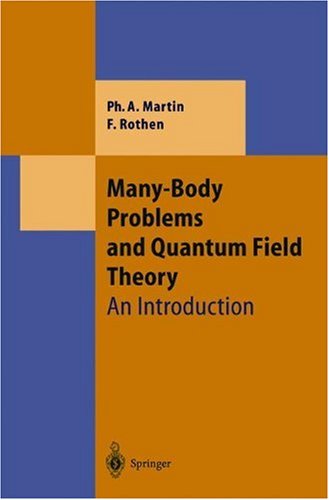 Ph. A. Martin
F. Rothen
Many-Body
Problems
and Quantum Field
Theory
An Introduction
Springer